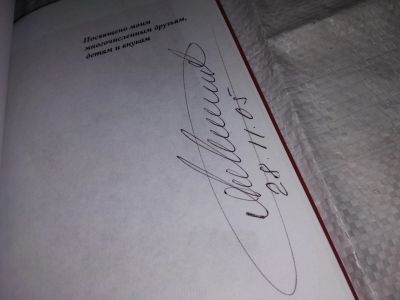 Посвящено моим
многочисленным друзьям,
детям и внукам
28.11.05